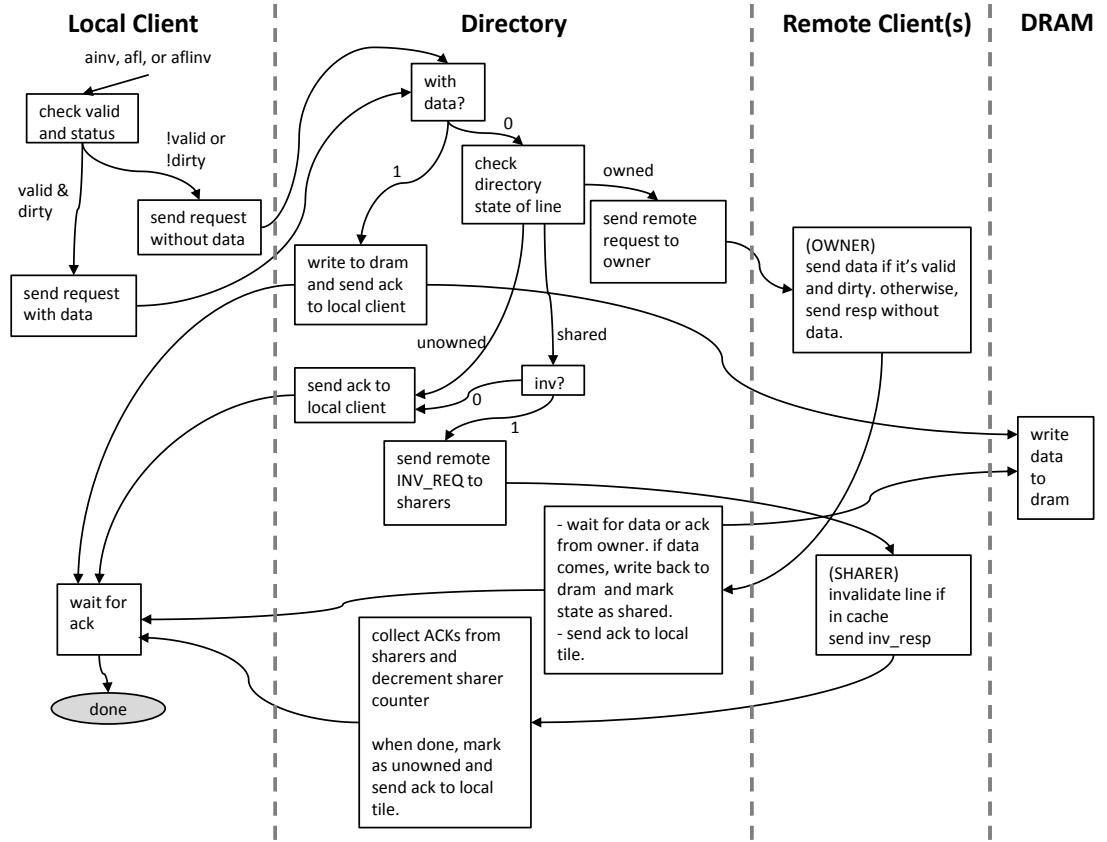 Local Client
Directory
Remote Client(s)
DRAM
ainv, afl, or aflinv
check valid
and status
!valid or
!dirty
valid &
dirty
send request
without data
send request
with data
with
data?
0
1
check
directory
state of line
owned
send remote
request to
owner
write to dram
and send ack
to local client
unowned
shared
send ack to
local client
inv?
0
1
send remote
INV_REQ to
sharers
(OWNER)
send data if it's valid
and dirty. otherwise,
send resp without
data.
write
data
to
dram
- wait for data or ack
from owner. if data
comes, write back to
dram and mark
state as shared.
- send ack to local
tile.
(SHARER)
invalidate line if
in cache
send inv_resp
wait for
ack
done
collect ACKs from
sharers and
decrement sharer
counter
when done, mark
as unowned and
send ack to local
tile.